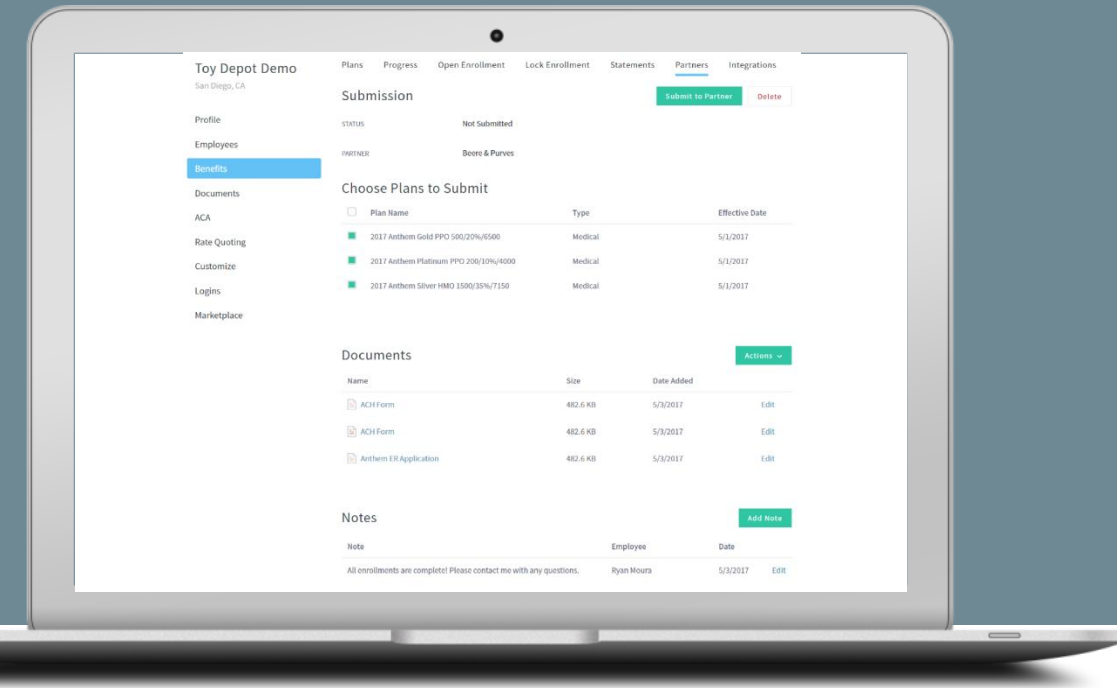 Toy Depot Demo
San Diego, CA
Profile
Employees
Benefits
Documents
ACA
Rate Quoting
Customize
Logins
Marketplace
Plans Progress Open Enrollment Lock Enrollment Statements Partners Integrations
Submission Submit to Partner Delete
STATUS Not Submitted
PARTNER Beere & Purves
Choose Plans to Submit
Plan Name Type Effective Date
2017 Anthem Gold PPO 500/20%/6500 Medical 5/1/2017
2017 Anthem Platinum PPO 200/10%/4000 Medical 5/1/2017
2017 Anthem Silver HMO 1500/35%/7150 Medical 5/1/2017
Documents Actions
Name Size Date Added
ACH Form 482.6 KB 5/3/2017 Edit
ACH Form 482.6 KB 5/3/2017 Edit
Anthem ER Application 482.6 KB 5/3/2017 Edit
Notes Add Note
Note Employee Date
All enrollments are complete! Please contact me with any questions. Ryan Moura 5/3/2017 Edit